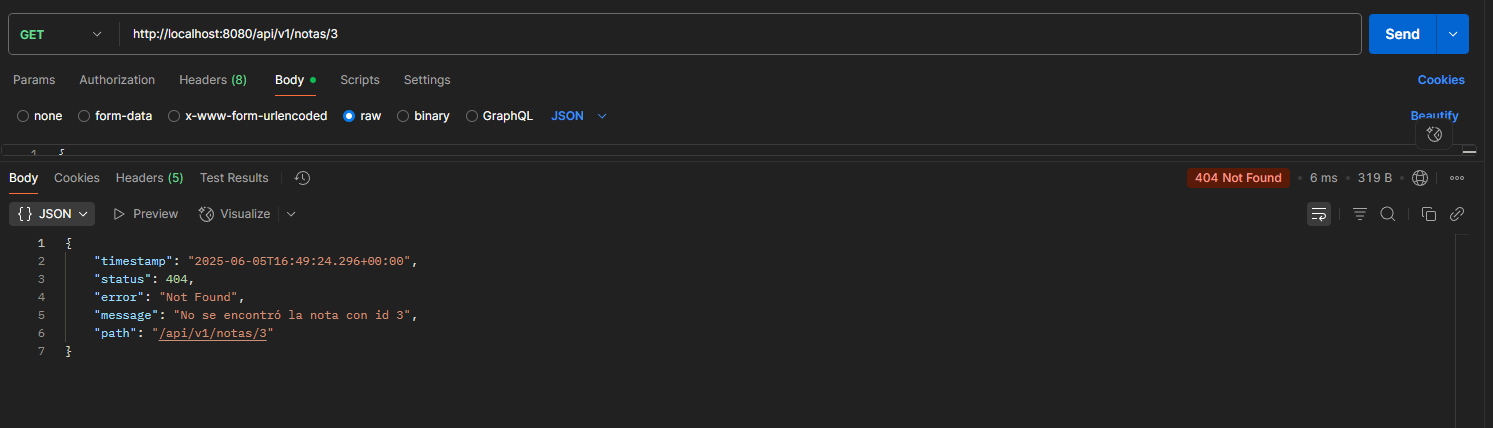 GET http://localhost:8080/api/v1/notas/3 Send
Params Authorization Headers (8) Body Scripts Settings Cookies
none form-data x-www-form-urlencoded raw binary GraphQL JSON Beautify
1 {
Body Cookies Headers (5) Test Results 404 Not Found • 6 ms • 319 B •
{} JSON Preview Visualize
1 {
2 "timestamp": "2025-06-05T16:49:24.296+00:00",
3 "status": 404,
4 "error": "Not Found",
5 "message": "No se encontró la nota con id 3",
6 "path": "/api/v1/notas/3"
7 }